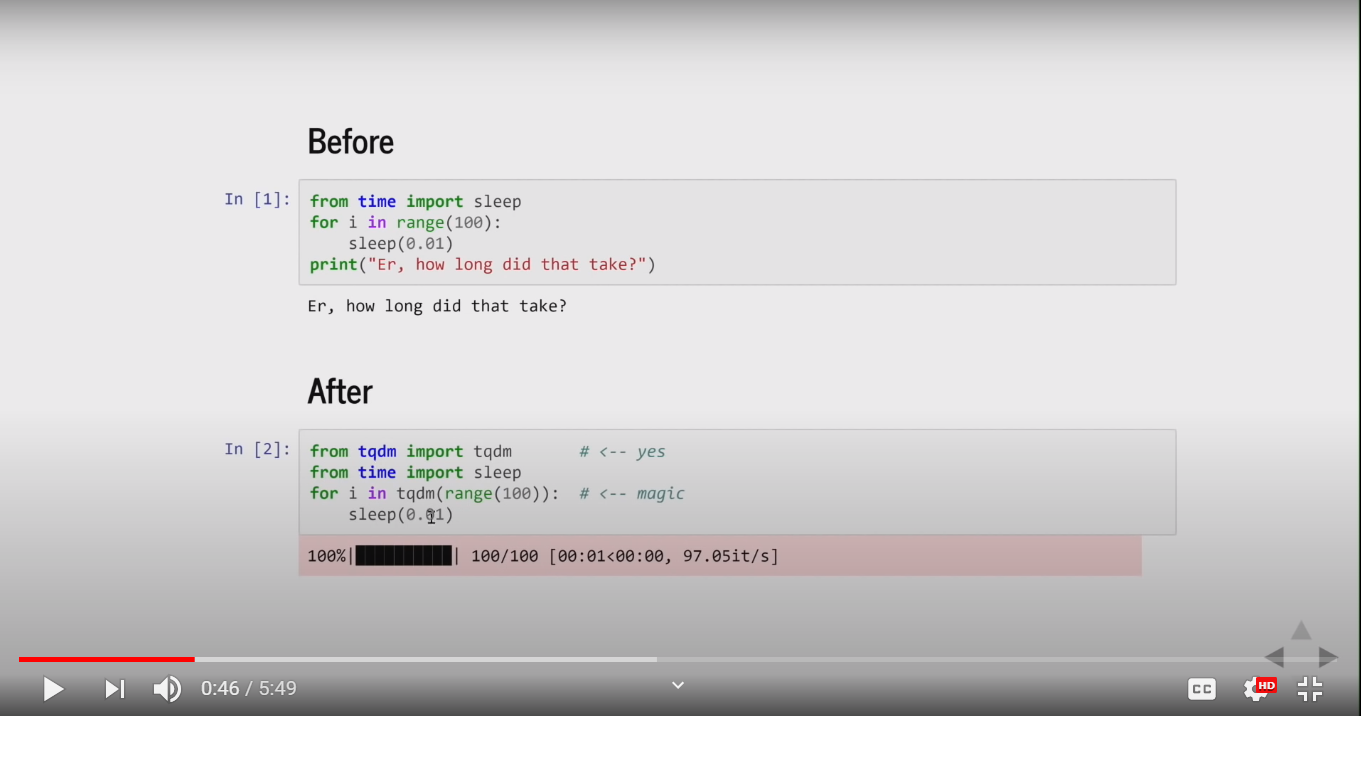 Before
In [1]:
from time import sleep
for i in range(100):
    sleep(0.01)
print("Er, how long did that take?")
Er, how long did that take?
After
In [2]:
from tqdm import tqdm       # <-- yes
from time import sleep
for i in tqdm(range(100)):  # <-- magic
    sleep(0.01)
100%|██████████| 100/100 [00:01<00:00, 97.05it/s]
0:46 / 5:49
CC
HD